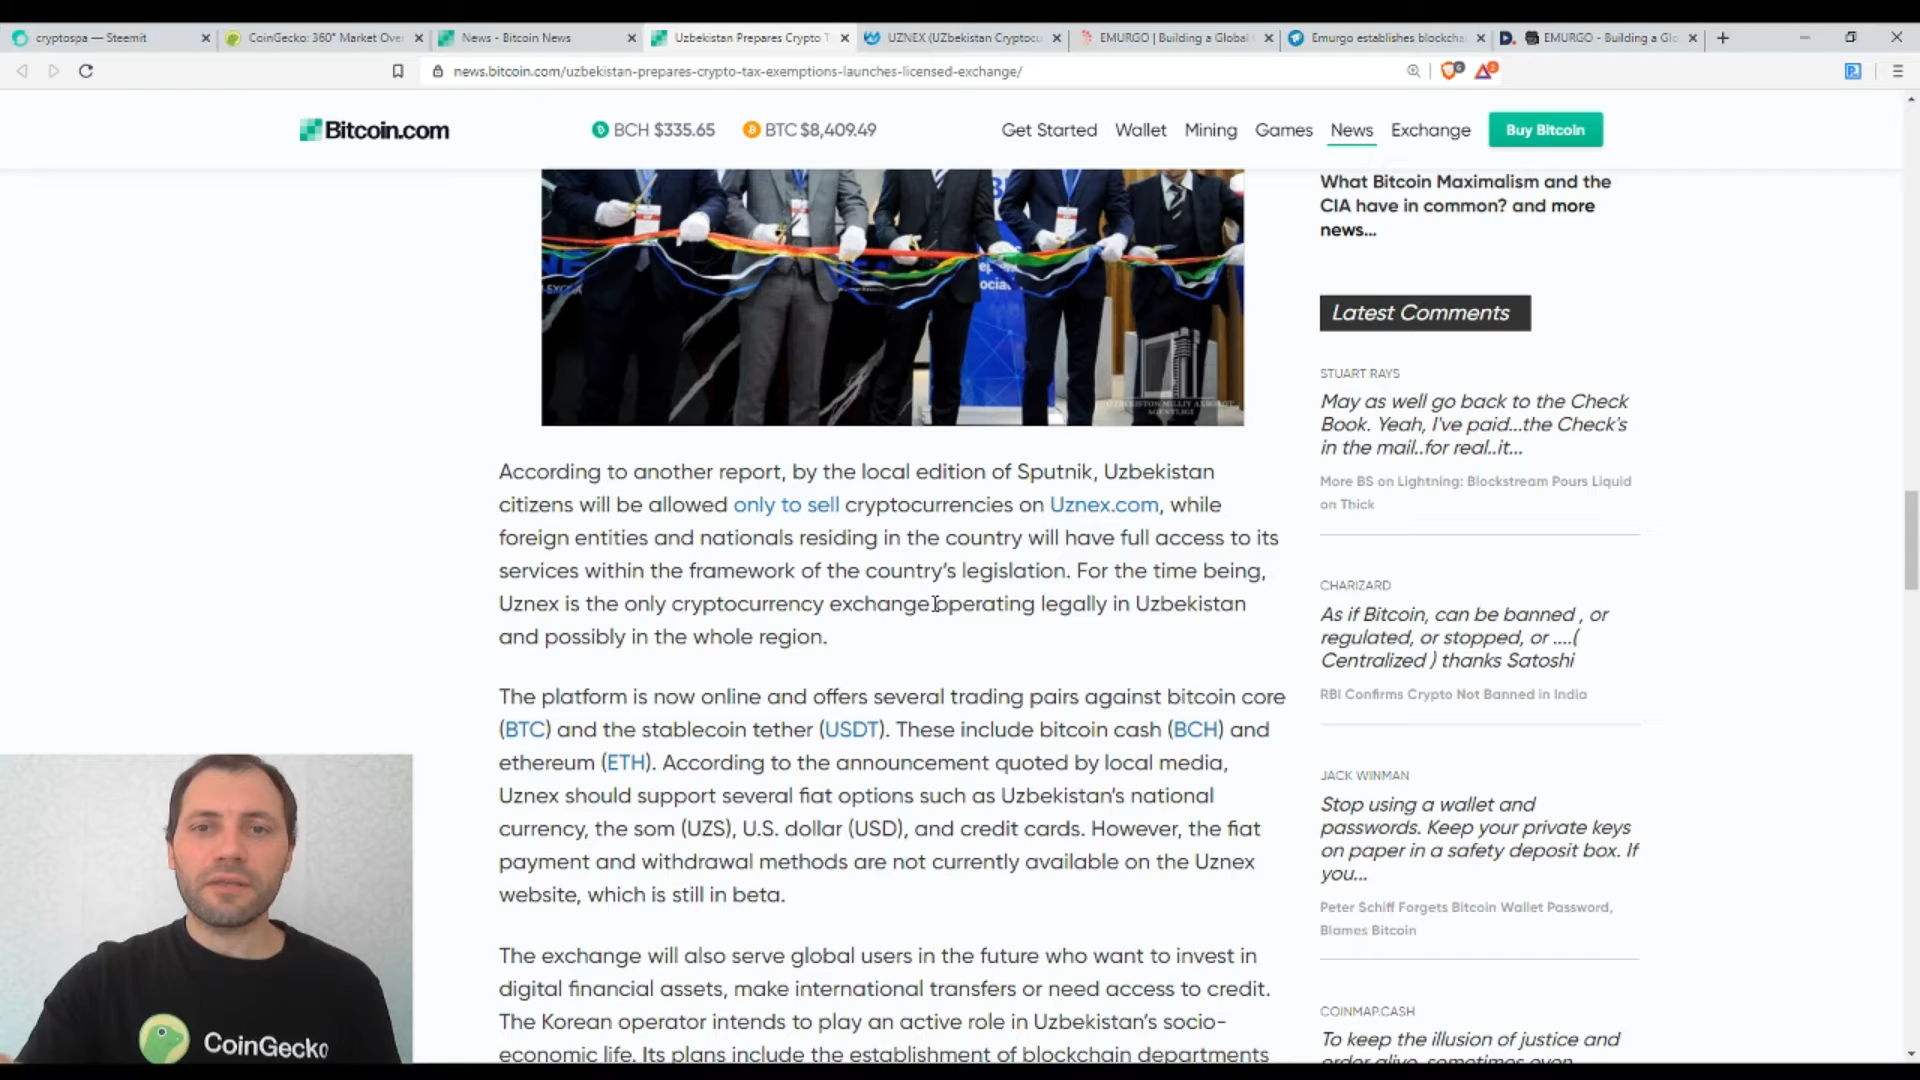 cryptospa — Steemit
CoinGecko: 360° Market Over
News - Bitcoin News
Uzbekistan Prepares Crypto T
UZNEX (UZbekistan Cryptocu
EMURGO | Building a Global
Emurgo establishes blockcha
EMURGO - Building a Glo
news.bitcoin.com/uzbekistan-prepares-crypto-tax-exemptions-launches-licensed-exchange/
Bitcoin.com
BCH $335.65
BTC $8,409.49
Get Started
Wallet
Mining
Games
News
Exchange
Buy Bitcoin
According to another report, by the local edition of Sputnik, Uzbekistan
citizens will be allowed only to sell cryptocurrencies on Uznex.com, while
foreign entities and nationals residing in the country will have full access to its
services within the framework of the country's legislation. For the time being,
Uznex is the only cryptocurrency exchange operating legally in Uzbekistan
and possibly in the whole region.
The platform is now online and offers several trading pairs against bitcoin core
(BTC) and the stablecoin tether (USDT). These include bitcoin cash (BCH) and
ethereum (ETH). According to the announcement quoted by local media,
Uznex should support several fiat options such as Uzbekistan's national
currency, the som (UZS), U.S. dollar (USD), and credit cards. However, the fiat
payment and withdrawal methods are not currently available on the Uznex
website, which is still in beta.
The exchange will also serve global users in the future who want to invest in
digital financial assets, make international transfers or need access to credit.
The Korean operator intends to play an active role in Uzbekistan's socio-
economic life. Its plans include the establishment of blockchain departments
What Bitcoin Maximalism and the
CIA have in common? and more
news...
Latest Comments
STUART RAYS
May as well go back to the Check
Book. Yeah, I've paid...the Check's
in the mail..for real..it...
More BS on Lightning: Blockstream Pours Liquid
on Thick
CHARIZARD
As if Bitcoin, can be banned , or
regulated, or stopped, or ....(
Centralized ) thanks Satoshi
RBI Confirms Crypto Not Banned in India
JACK WINMAN
Stop using a wallet and
passwords. Keep your private keys
on paper in a safety deposit box. If
you...
Peter Schiff Forgets Bitcoin Wallet Password,
Blames Bitcoin
COINMAP.CASH
To keep the illusion of justice and
order alive, sometimes even
CoinGecko